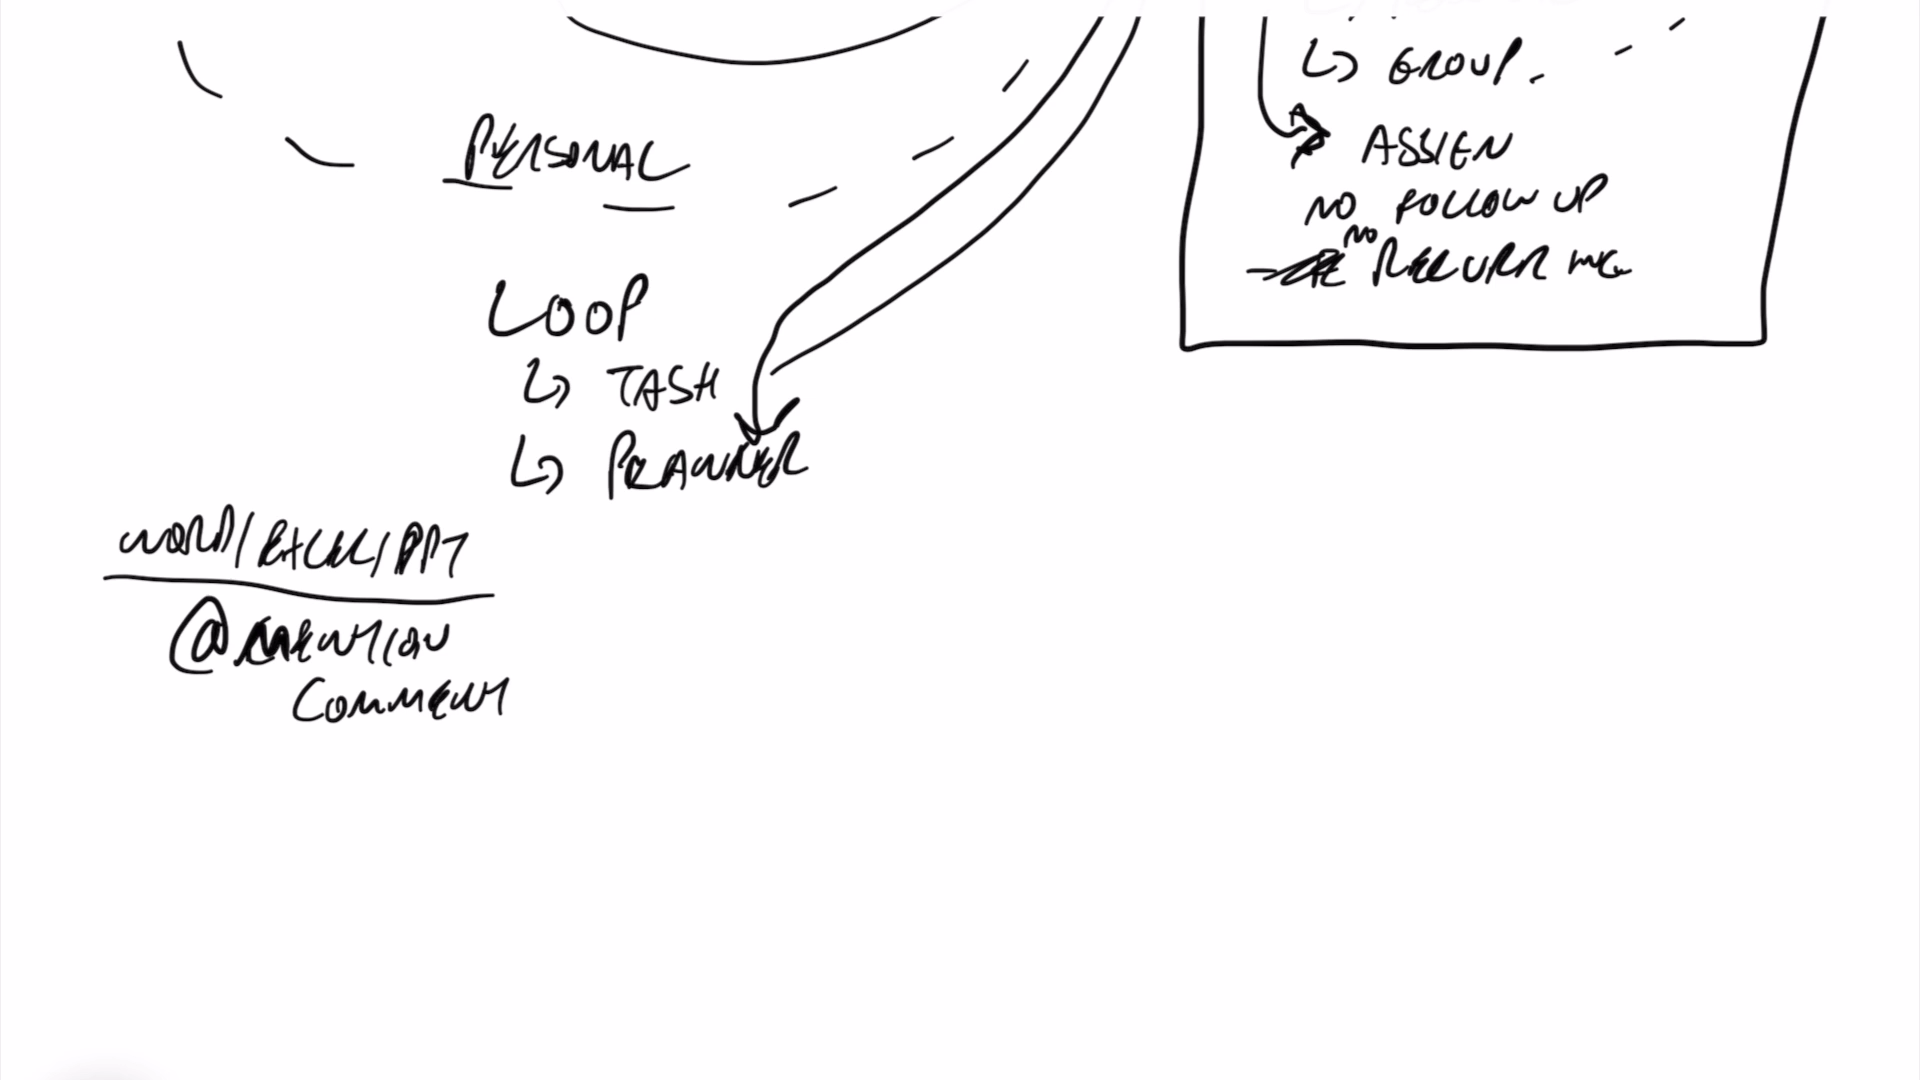 ↳ GROUP.
ASSIGN
NO FOLLOW UP
NO RECURRING
PERSONAL
LOOP
↳ TASK
↳ PLANNER
WORD/EXCEL/PPT
@MENTION
COMMENT